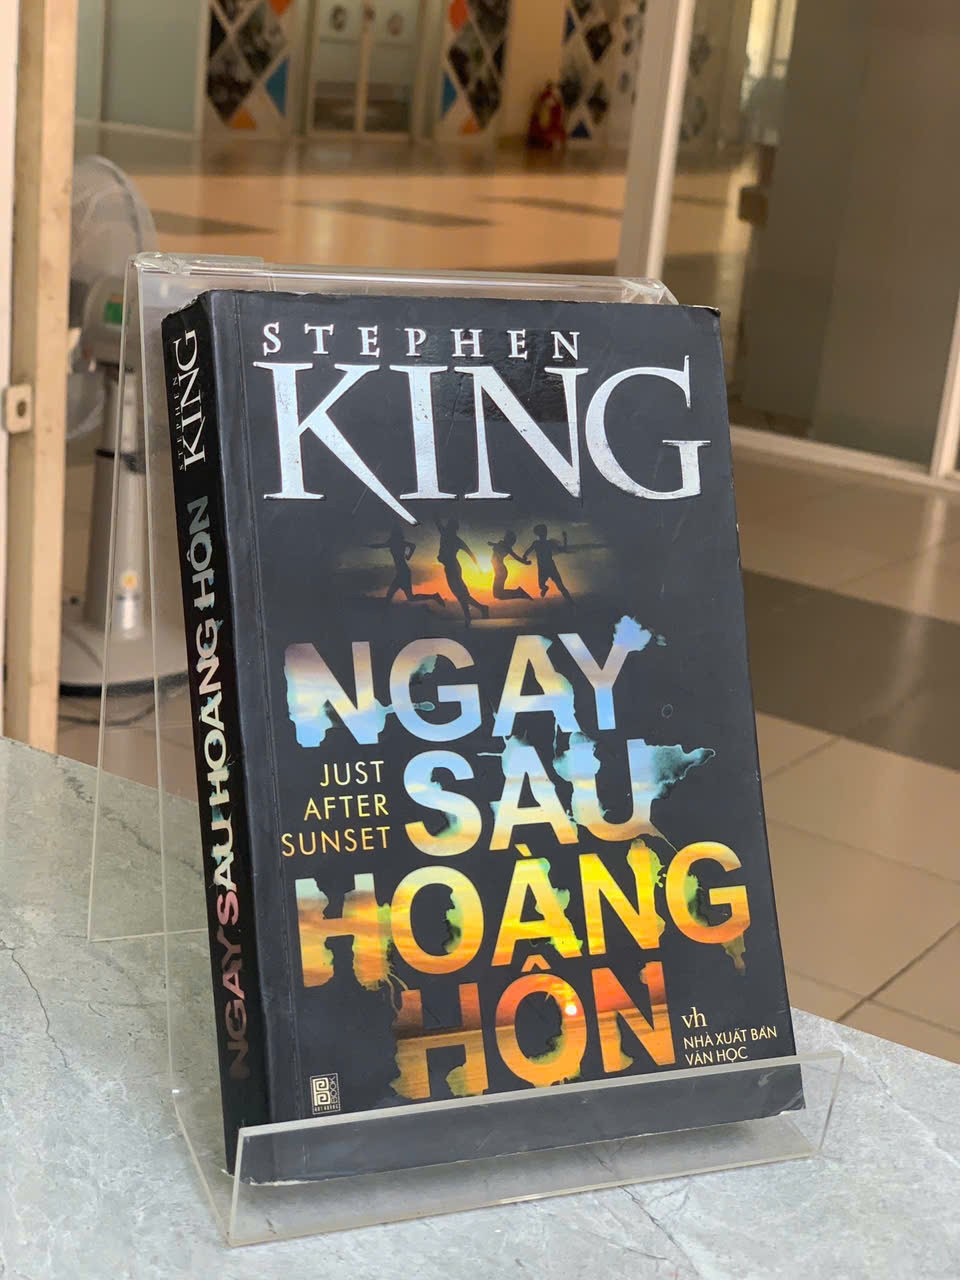 STEPHEN
KING
NGAY
SAU
HOÀNG
HÔN
JUST
AFTER
SUNSET
vh
NHÀ XUẤT BẢN
VĂN HỌC
BOOK
STEPHEN
KING
NGAY SAU HOÀNG HÔN